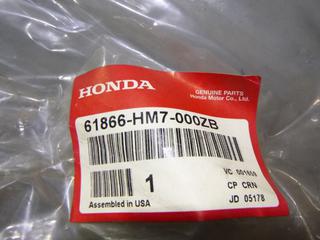 HONDA
GENUINE PARTS
Honda Motor Co., Ltd.
61866-HM7-000ZB
1
VC 001608
CP CRN
Assembled in USA
JD 05178